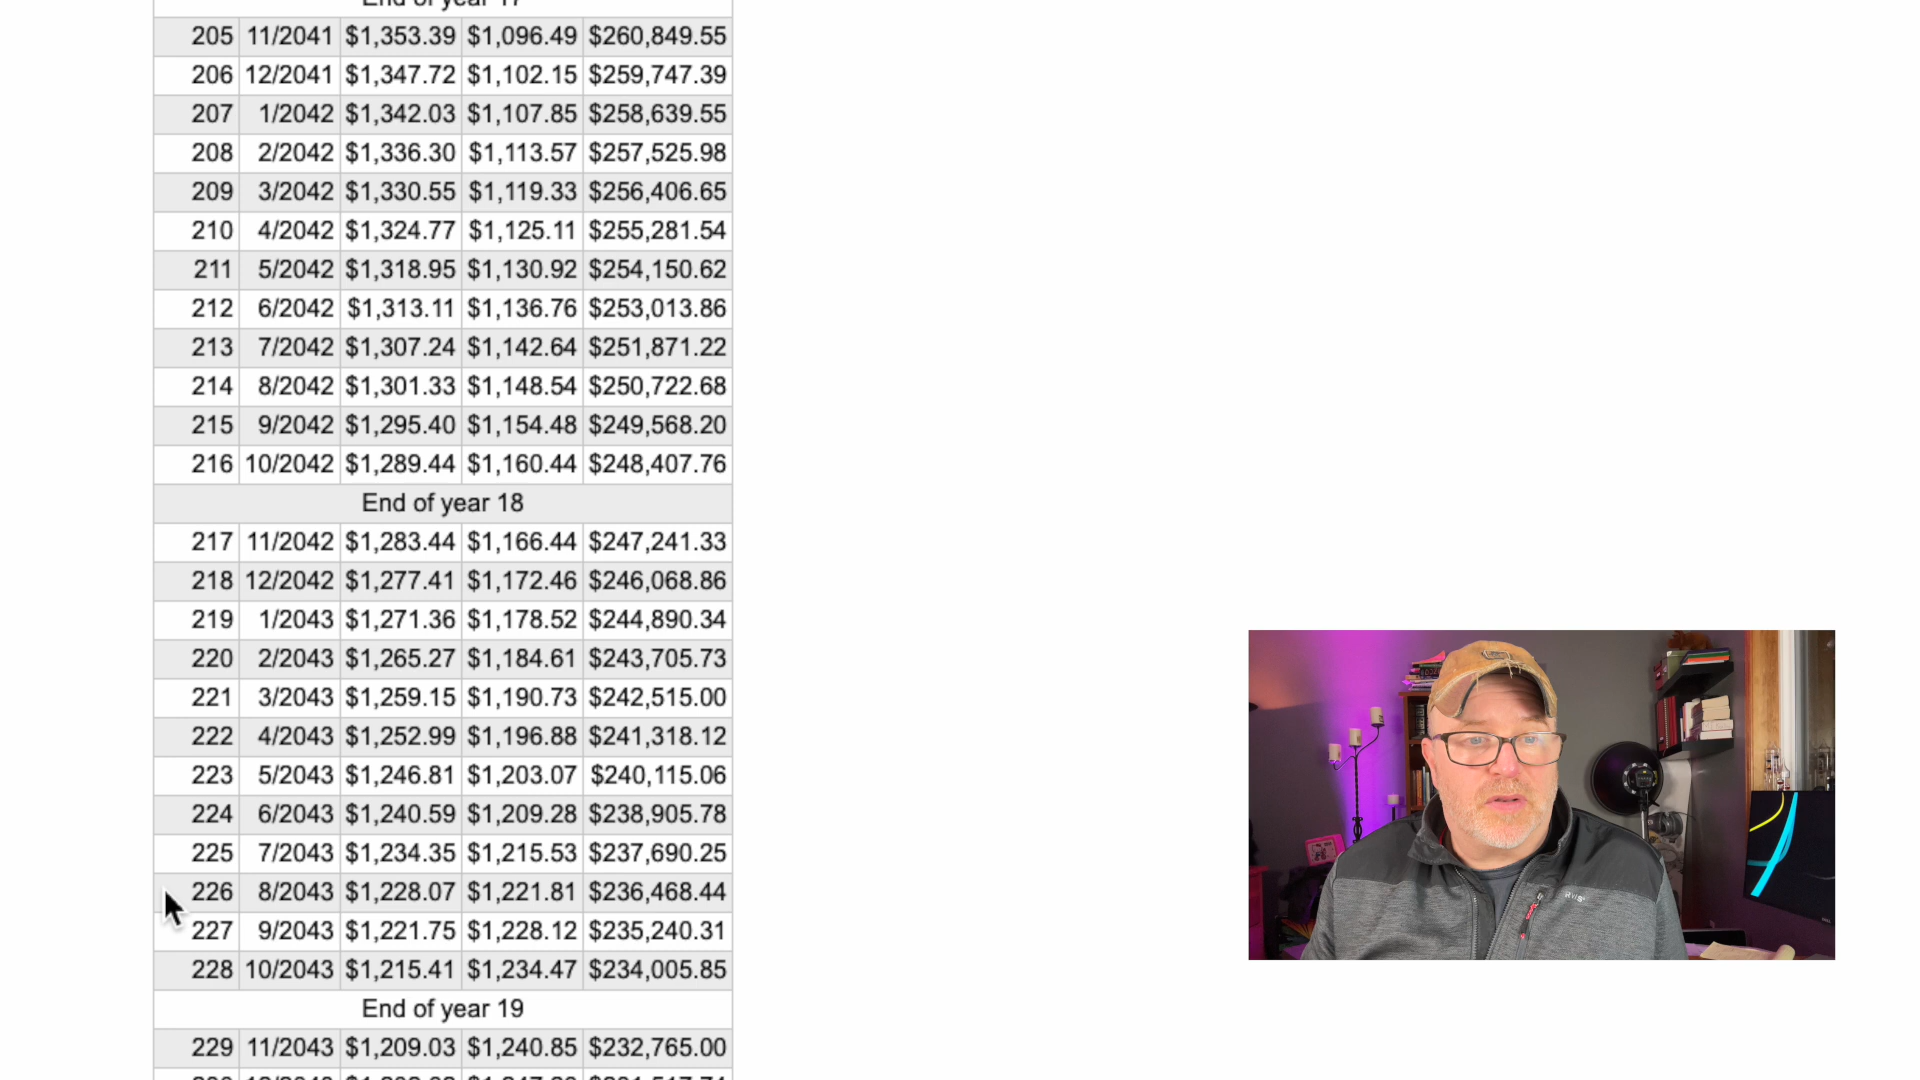 End of year 17
205 11/2041 $1,353.39 $1,096.49 $260,849.55
206 12/2041 $1,347.72 $1,102.15 $259,747.39
207 1/2042 $1,342.03 $1,107.85 $258,639.55
208 2/2042 $1,336.30 $1,113.57 $257,525.98
209 3/2042 $1,330.55 $1,119.33 $256,406.65
210 4/2042 $1,324.77 $1,125.11 $255,281.54
211 5/2042 $1,318.95 $1,130.92 $254,150.62
212 6/2042 $1,313.11 $1,136.76 $253,013.86
213 7/2042 $1,307.24 $1,142.64 $251,871.22
214 8/2042 $1,301.33 $1,148.54 $250,722.68
215 9/2042 $1,295.40 $1,154.48 $249,568.20
216 10/2042 $1,289.44 $1,160.44 $248,407.76
End of year 18
217 11/2042 $1,283.44 $1,166.44 $247,241.33
218 12/2042 $1,277.41 $1,172.46 $246,068.86
219 1/2043 $1,271.36 $1,178.52 $244,890.34
220 2/2043 $1,265.27 $1,184.61 $243,705.73
221 3/2043 $1,259.15 $1,190.73 $242,515.00
222 4/2043 $1,252.99 $1,196.88 $241,318.12
223 5/2043 $1,246.81 $1,203.07 $240,115.06
224 6/2043 $1,240.59 $1,209.28 $238,905.78
225 7/2043 $1,234.35 $1,215.53 $237,690.25
226 8/2043 $1,228.07 $1,221.81 $236,468.44
227 9/2043 $1,221.75 $1,228.12 $235,240.31
228 10/2043 $1,215.41 $1,234.47 $234,005.85
End of year 19
229 11/2043 $1,209.03 $1,240.85 $232,765.00